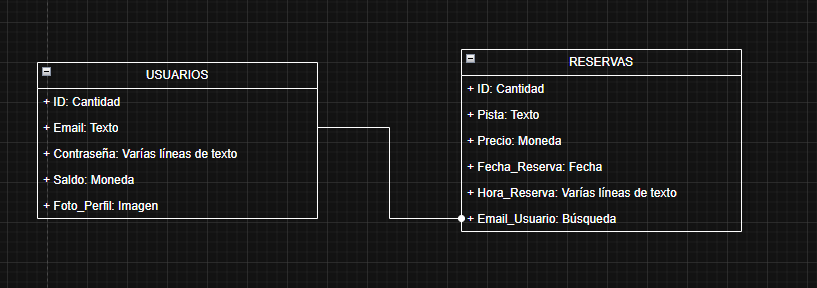 USUARIOS
+ ID: Cantidad
+ Email: Texto
+ Contraseña: Varías líneas de texto
+ Saldo: Moneda
+ Foto_Perfil: Imagen
RESERVAS
+ ID: Cantidad
+ Pista: Texto
+ Precio: Moneda
+ Fecha_Reserva: Fecha
+ Hora_Reserva: Varías líneas de texto
+ Email_Usuario: Búsqueda